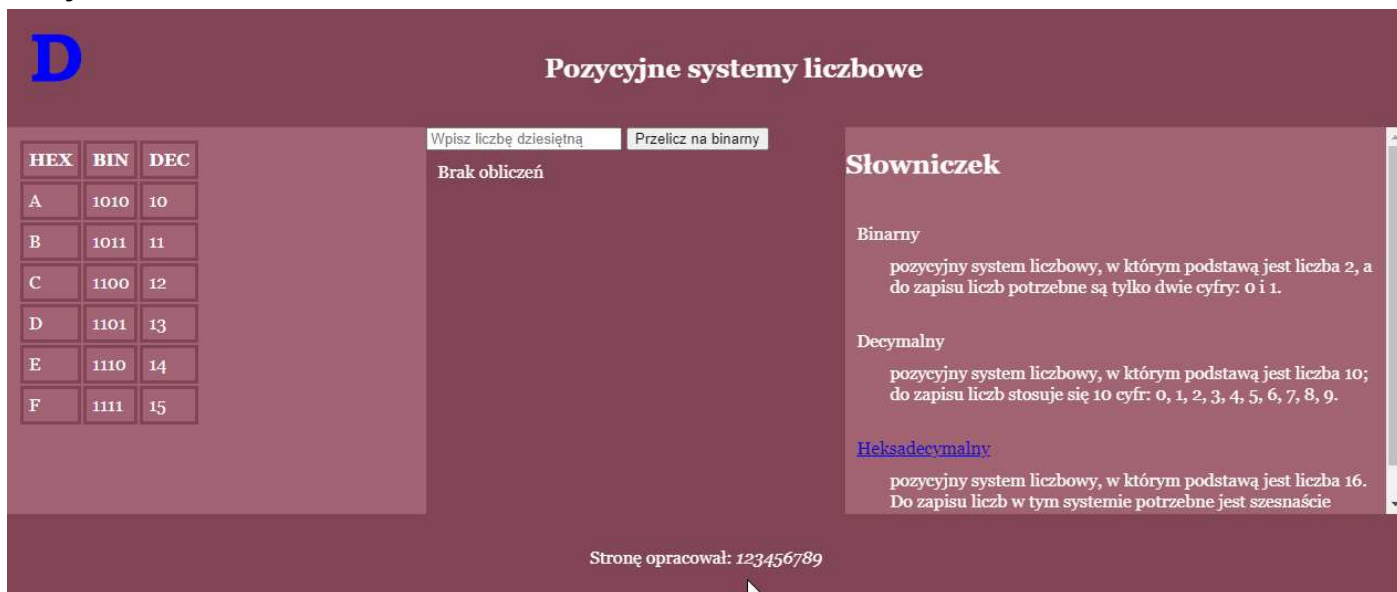 D
Pozycyjne systemy liczbowe
HEX BIN DEC
A 1010 10
B 1011 11
C 1100 12
D 1101 13
E 1110 14
F 1111 15
Wpisz liczbę dziesiętną Przelicz na binarny
Brak obliczeń
Słowniczek
Binarny
pozycyjny system liczbowy, w którym podstawą jest liczba 2, a
do zapisu liczb potrzebne są tylko dwie cyfry: 0 i 1.
Decymalny
pozycyjny system liczbowy, w którym podstawą jest liczba 10;
do zapisu liczb stosuje się 10 cyfr: 0, 1, 2, 3, 4, 5, 6, 7, 8, 9.
Heksadecymalny
pozycyjny system liczbowy, w którym podstawą jest liczba 16.
Do zapisu liczb w tym systemie potrzebne jest szesnaście
Stronę opracował: 123456789